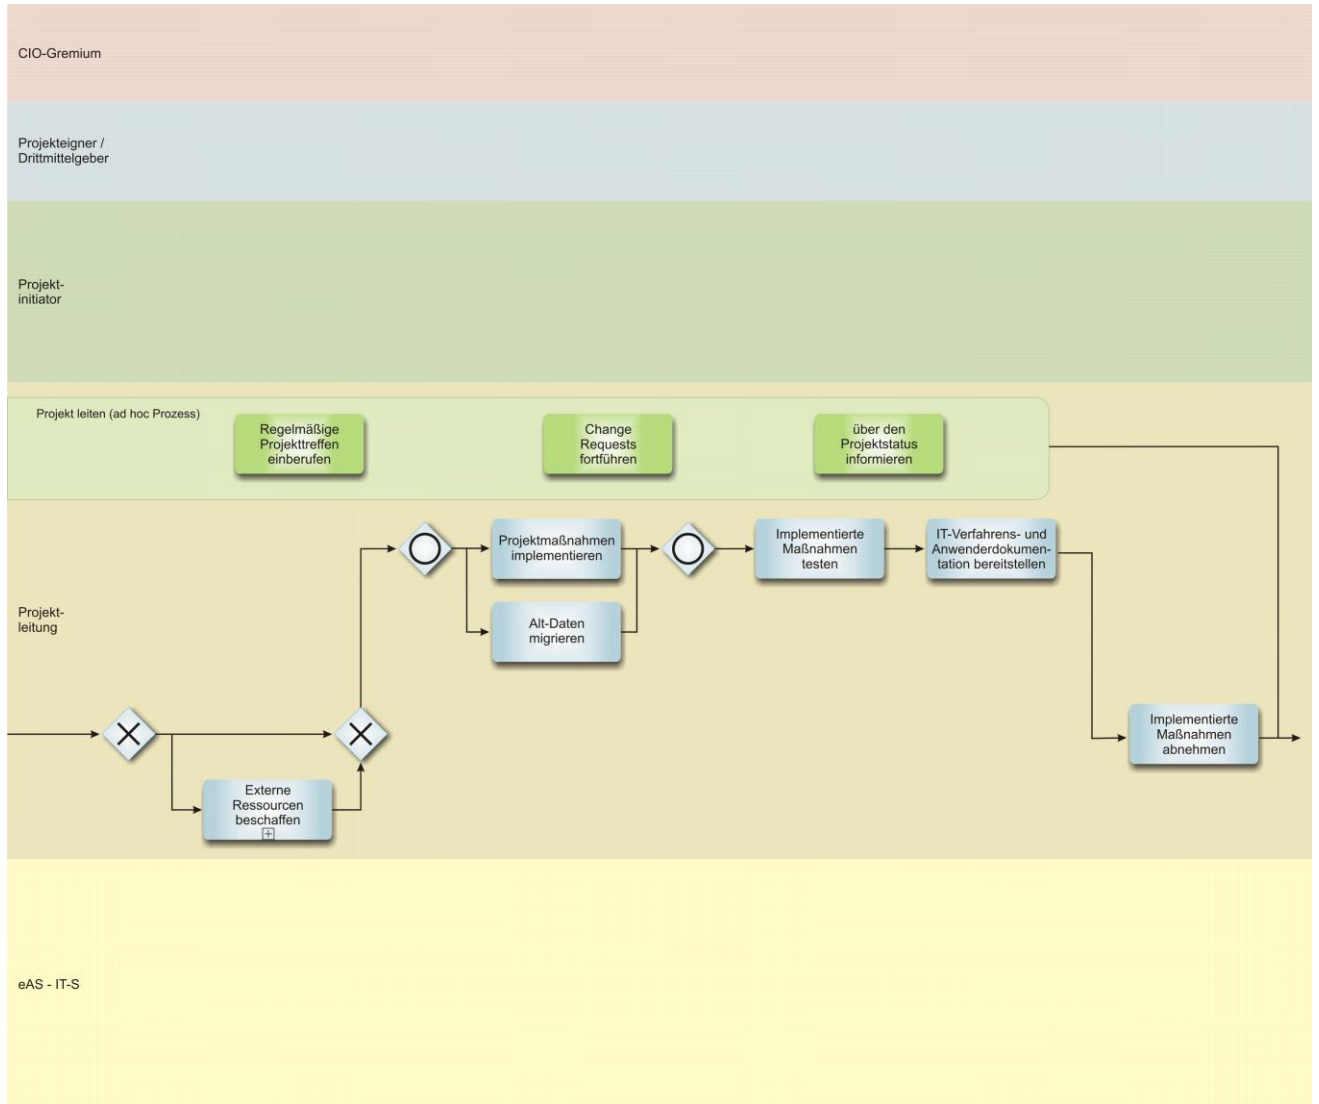 CIO-Gremium
Projekteigner /
Drittmittelgeber
Projekt-
initiator
Projekt leiten (ad hoc Prozess)
Regelmäßige
Projekttreffen
einberufen
Change
Requests
fortführen
über den
Projektstatus
informieren
Projekt-
leitung
Projektmaßnahmen
implementieren
Alt-Daten
migrieren
Implementierte
Maßnahmen
testen
IT-Verfahrens- und
Anwenderdokumen-
tation bereitstellen
Externe
Ressourcen
beschaffen
Implementierte
Maßnahmen
abnehmen
eAS - IT-S